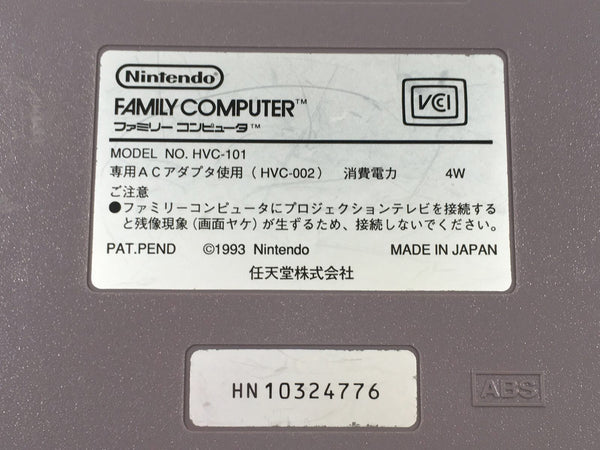 Nintendo
FAMILY COMPUTER™
ファミリー コンピュータ™
VCCI
MODEL NO. HVC-101
専用ACアダプタ使用(HVC-002) 消費電力 4W
ご注意
●ファミリーコンピュータにプロジェクションテレビを接続する
と残像現象(画面ヤケ)が生ずるため、接続しないでください。
PAT.PEND ©1993 Nintendo MADE IN JAPAN
任天堂株式会社
HN10324776
ABS